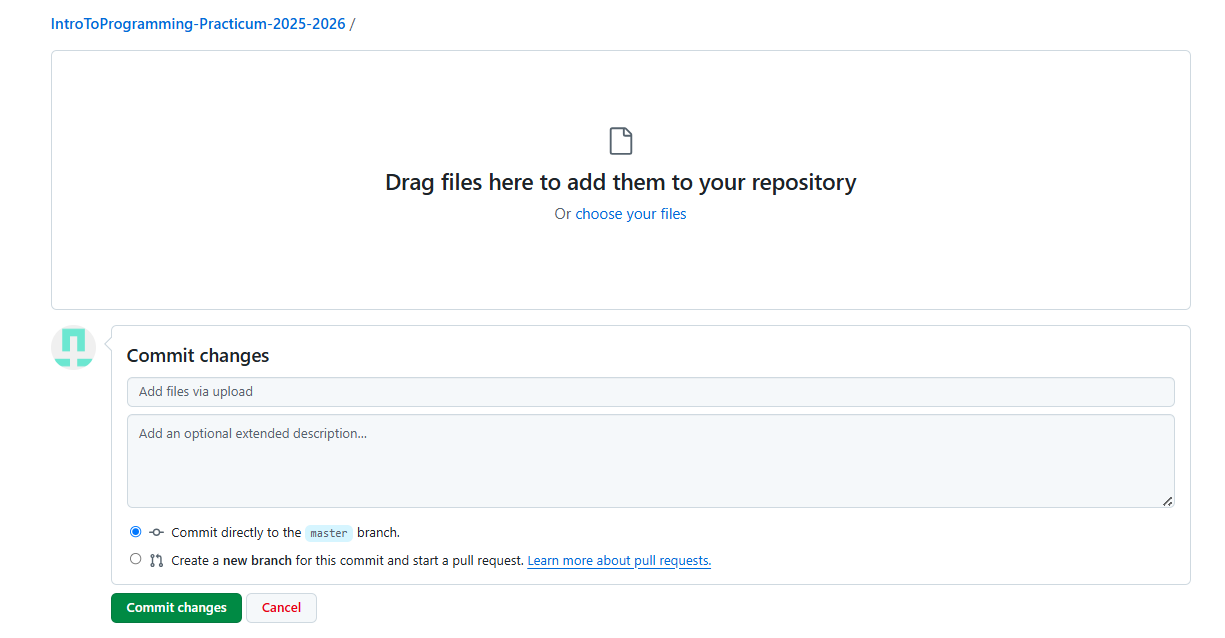 IntroToProgramming-Practicum-2025-2026 /
Drag files here to add them to your repository
Or choose your files
Commit changes
Add files via upload
Add an optional extended description...
Commit directly to the master branch.
Create a new branch for this commit and start a pull request. Learn more about pull requests.
Commit changes Cancel